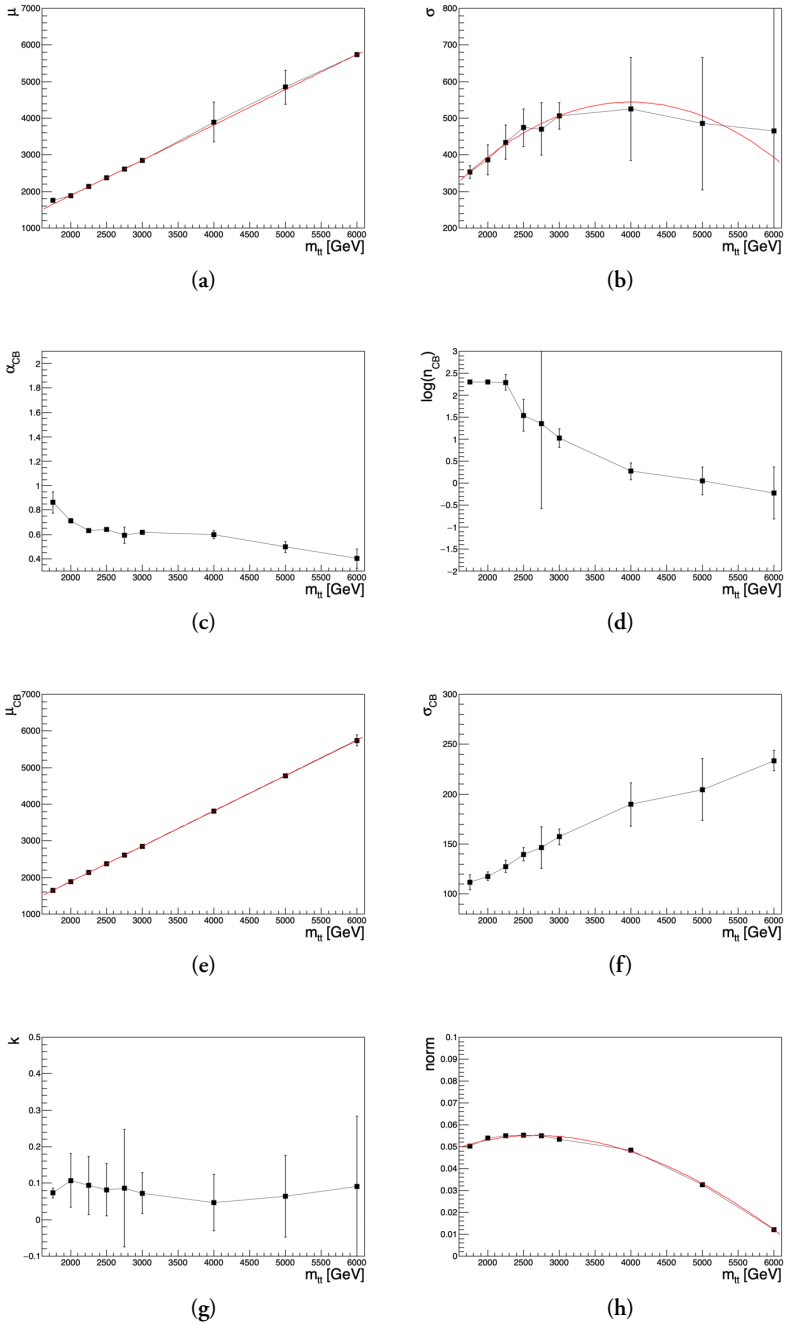 μ
7000
6000
5000
4000
3000
2000
1000
2000 2500 3000 3500 4000 4500 5000 5500 6000
m_tt [GeV]
(a)
σ
800
700
600
500
400
300
200
2000 2500 3000 3500 4000 4500 5000 5500 6000
m_tt [GeV]
(b)
α_CB
2
1.8
1.6
1.4
1.2
1
0.8
0.6
0.4
2000 2500 3000 3500 4000 4500 5000 5500 6000
m_tt [GeV]
(c)
log(n_CB)
3
2.5
2
1.5
1
0.5
0
−0.5
−1
−1.5
−2
2000 2500 3000 3500 4000 4500 5000 5500 6000
m_tt [GeV]
(d)
μ_CB
7000
6000
5000
4000
3000
2000
1000
2000 2500 3000 3500 4000 4500 5000 5500 6000
m_tt [GeV]
(e)
σ_CB
300
250
200
150
100
2000 2500 3000 3500 4000 4500 5000 5500 6000
m_tt [GeV]
(f)
k
0.5
0.4
0.3
0.2
0.1
0
−0.1
2000 2500 3000 3500 4000 4500 5000 5500 6000
m_tt [GeV]
(g)
norm
0.1
0.09
0.08
0.07
0.06
0.05
0.04
0.03
0.02
0.01
0
2000 2500 3000 3500 4000 4500 5000 5500 6000
m_tt [GeV]
(h)